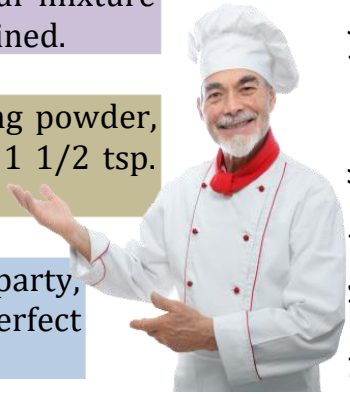 mixture
ined.
ng powder,
1 1/2 tsp.
party,
erfect